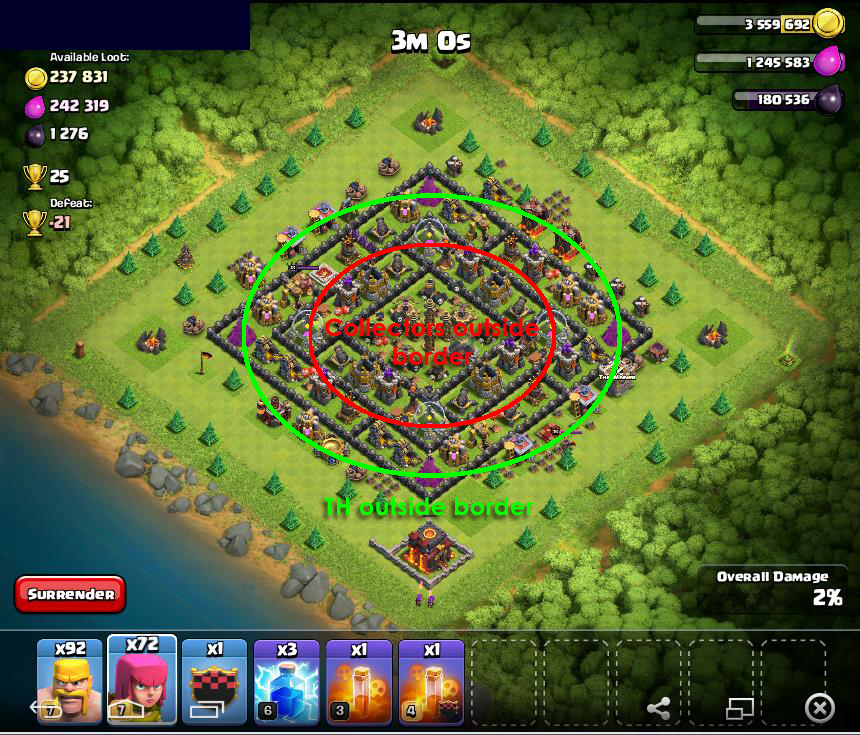 3M 0S
3 559 692
Available Loot:
237 831
1 245 583
242 319
180 536
1 276
25
Defeat:
-21
Collectors outside
border
TH outside border
Surrender
Overall Damage
2%
x92
x72
x1
x3
x1
x1
7
7
6
3
4